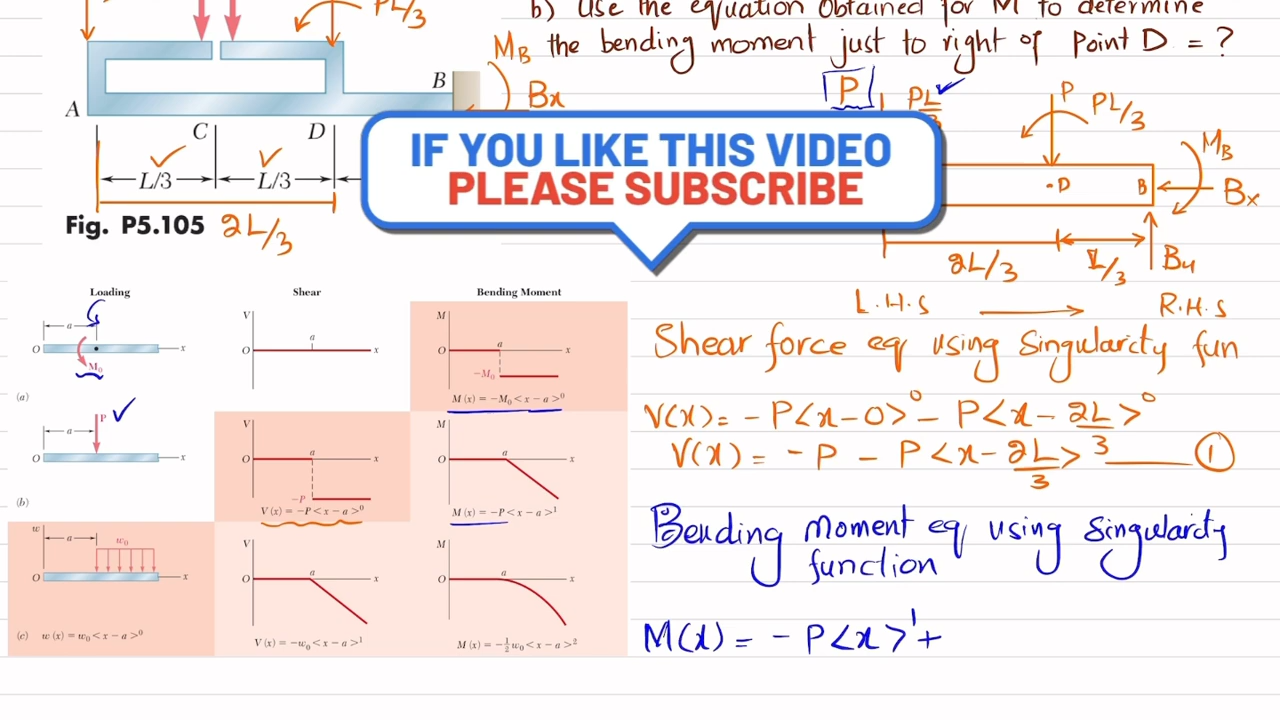 PL/3
b) Use the equation obtained for M to determine
the bending moment just to right of Point D = ?
MB
Bx
A
B
C
D
L/3
L/3
Fig. P5.105
2L/3
P
PL
P
PL/3
MB
D
B
Bx
2L/3
L/3
L.H.S
R.H.S
IF YOU LIKE THIS VIDEO
PLEASE SUBSCRIBE
Loading
Shear
Bending Moment
a
O
x
M0
(a)
V
O
a
x
M
O
a
x
−M0
M(x) = −M0<x − a>0
a
P
O
x
(b)
V
O
a
x
−P
V(x) = −P<x − a>0
M
O
a
x
M(x) = −P<x − a>1
w
a
w0
O
x
(c) w(x) = w0<x − a>0
V
O
a
x
V(x) = −w0<x − a>1
M
O
a
x
M(x) = −½ w0<x − a>2
Shear force eq using Singularity fun
V(x) = - P<x-0>⁰ - P<x - 2L/3>⁰
V(x) = - P - P<x - 2L/3> ①
Bending moment eq using Singularity
function
M(x) = - P<x>¹ +